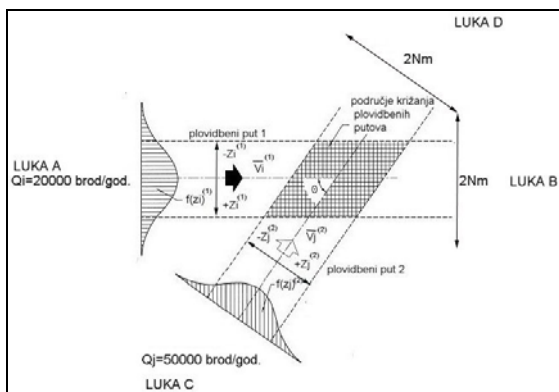 LUKA D
2Nm
područje križanja
plovidbenih
putova
plovidbeni put 1
-Zi(1)
Vi(1)
+Zi(1)
LUKA A
Qi=20000 brod/god.
f(zi)(1)
Θ
2Nm
LUKA B
-Zj(2)
Vj(2)
+Zj(2)
plovidbeni put 2
f(zj)(2)
Qj=50000 brod/god.
LUKA C